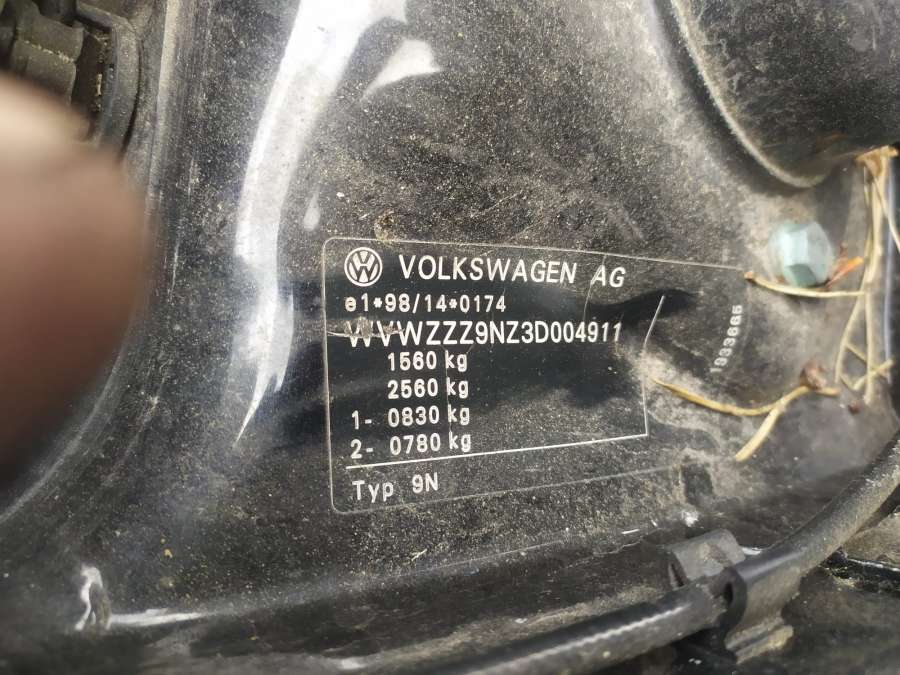 VOLKSWAGEN AG
e1*98/14*0174
WVWZZZ9NZ3D004911
1560 kg
2560 kg
1- 0830 kg
2- 0780 kg
Typ 9N
1933665